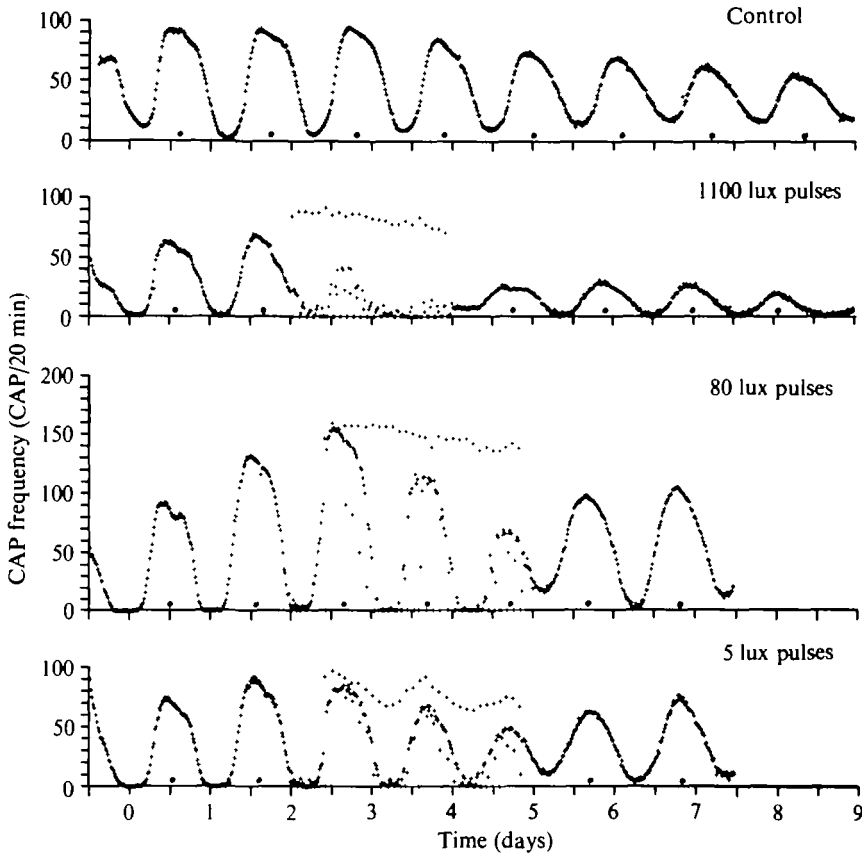 Control
100
50
0
1100 lux pulses
100
50
0
80 lux pulses
200
150
100
50
0
5 lux pulses
100
50
0
CAP frequency (CAP/20 min)
0 1 2 3 4 5 6 7 8 9
Time (days)